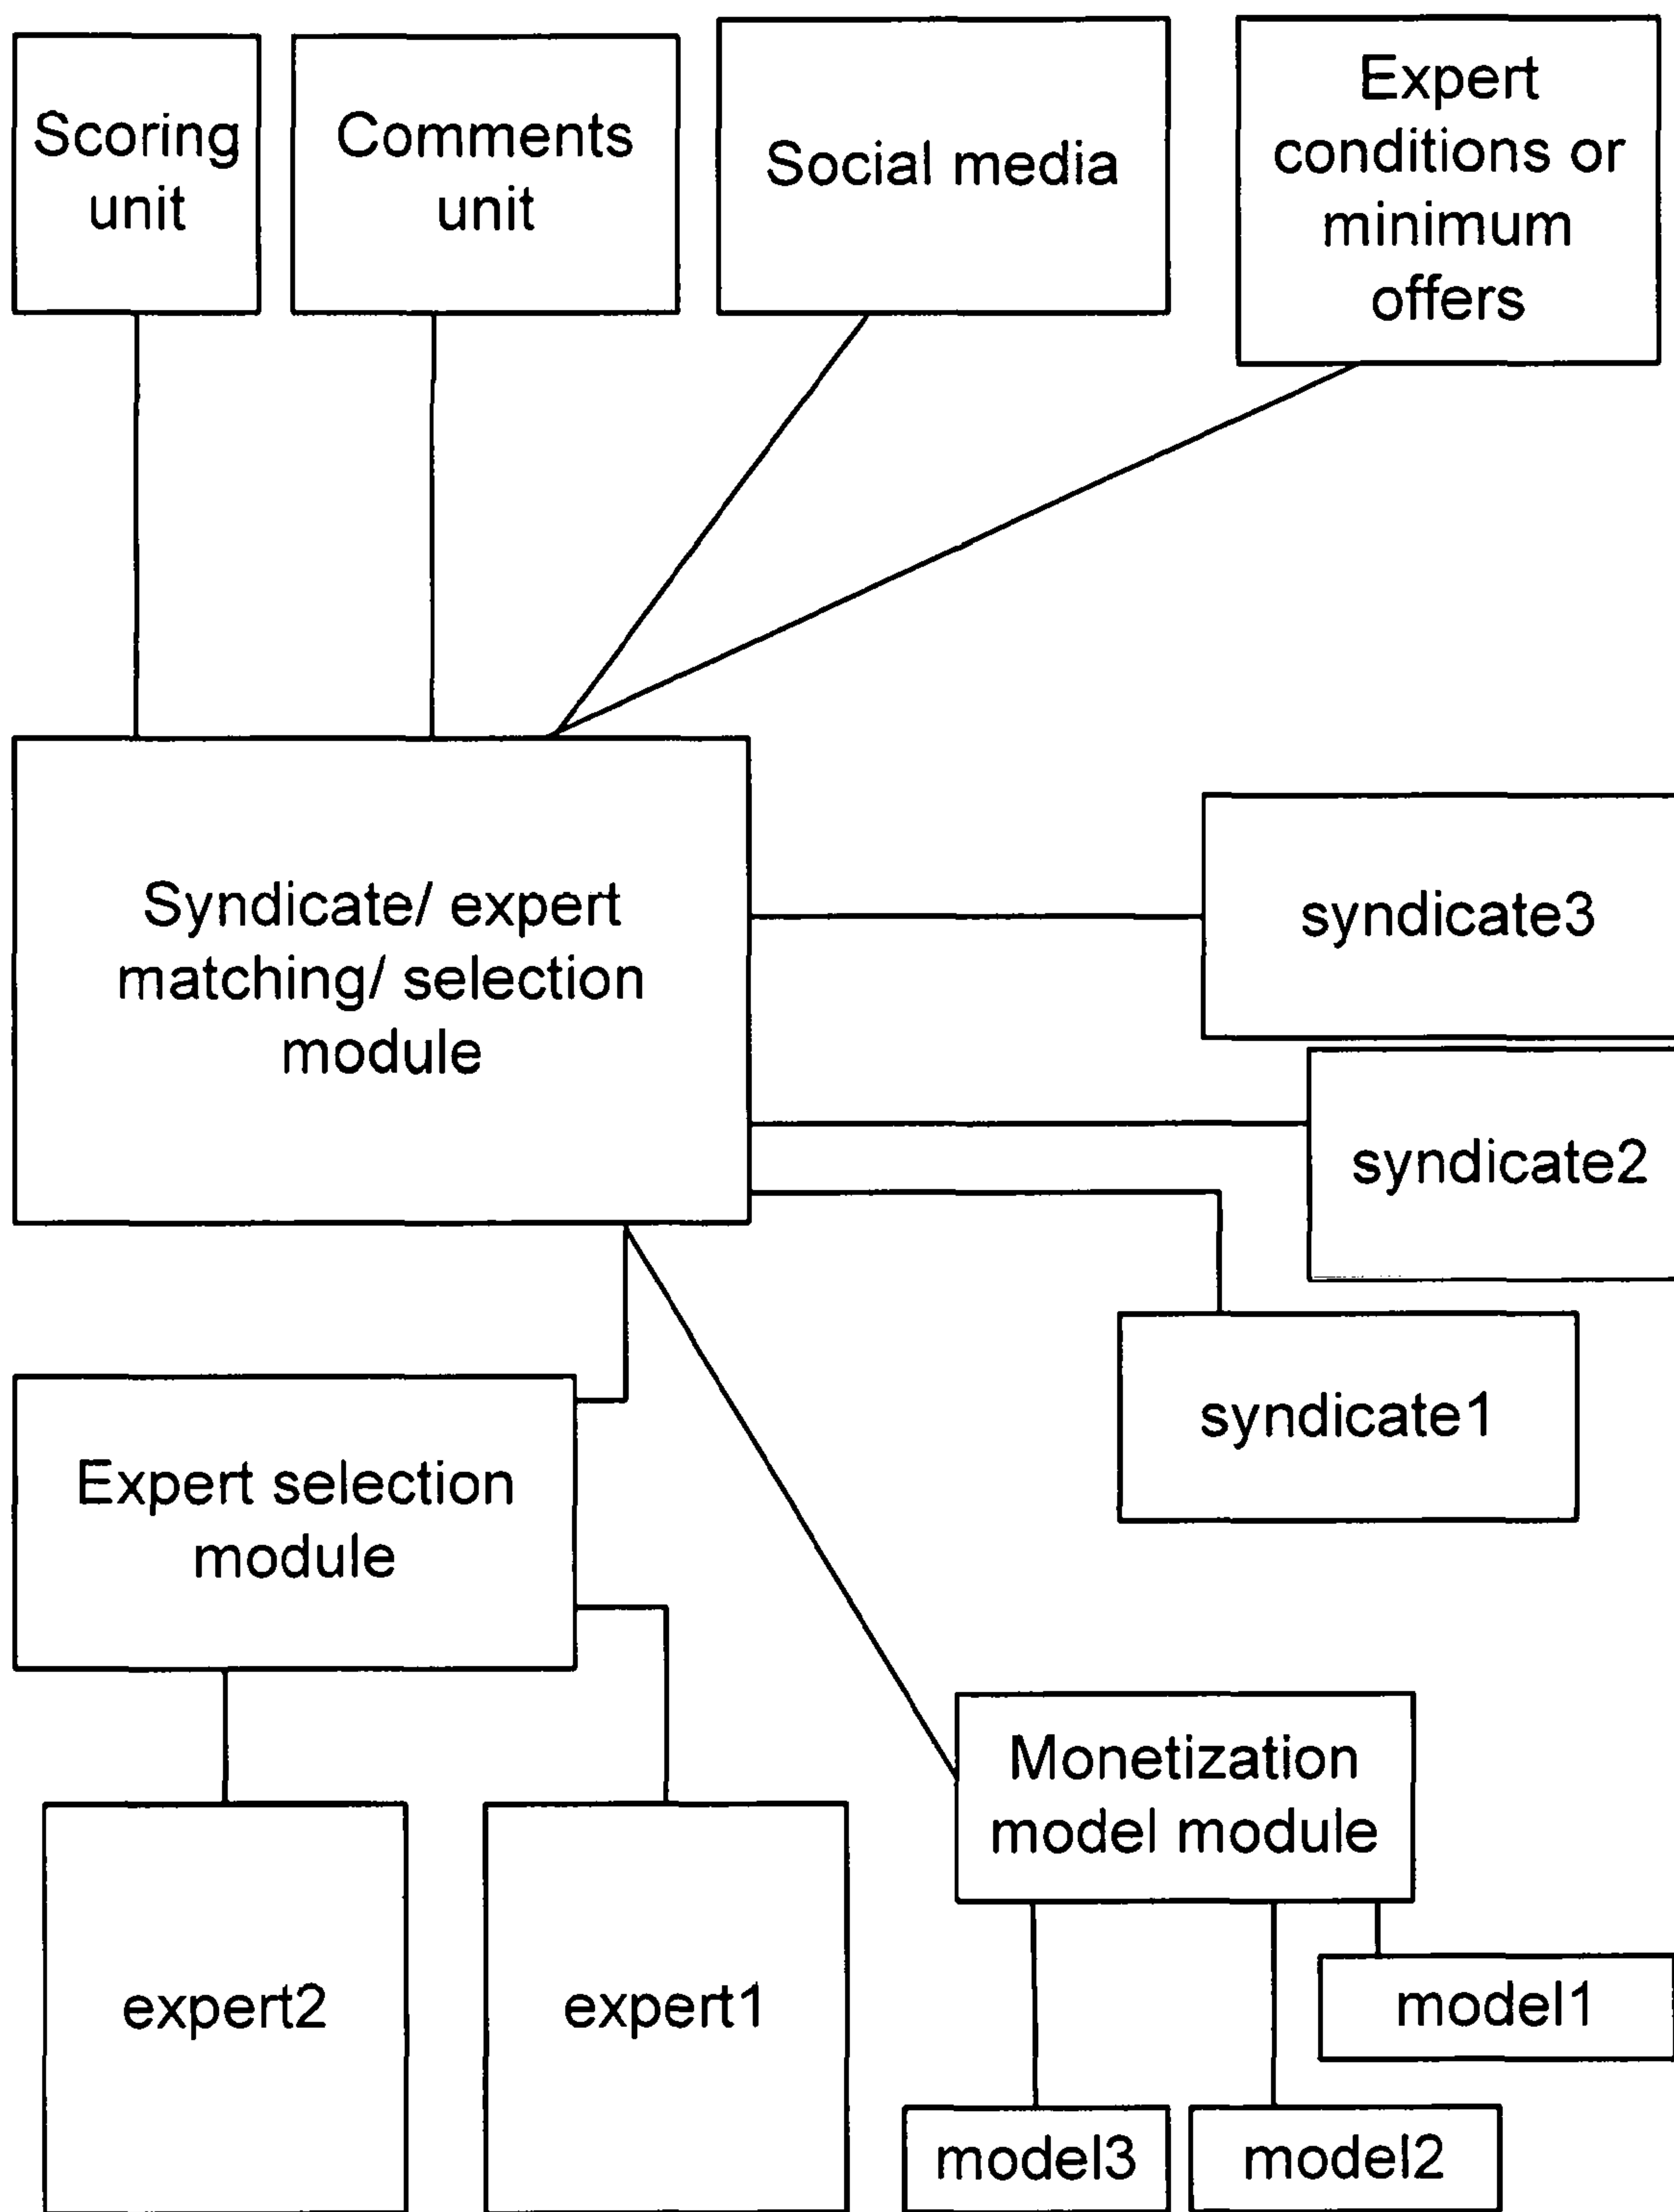 Scoring
unit
Comments
unit
Social media
Expert
conditions or
minimum
offers
Syndicate/ expert
matching/ selection
module
syndicate3
syndicate2
syndicate1
Expert selection
module
Monetization
model module
expert2
expert1
model1
model3
model2